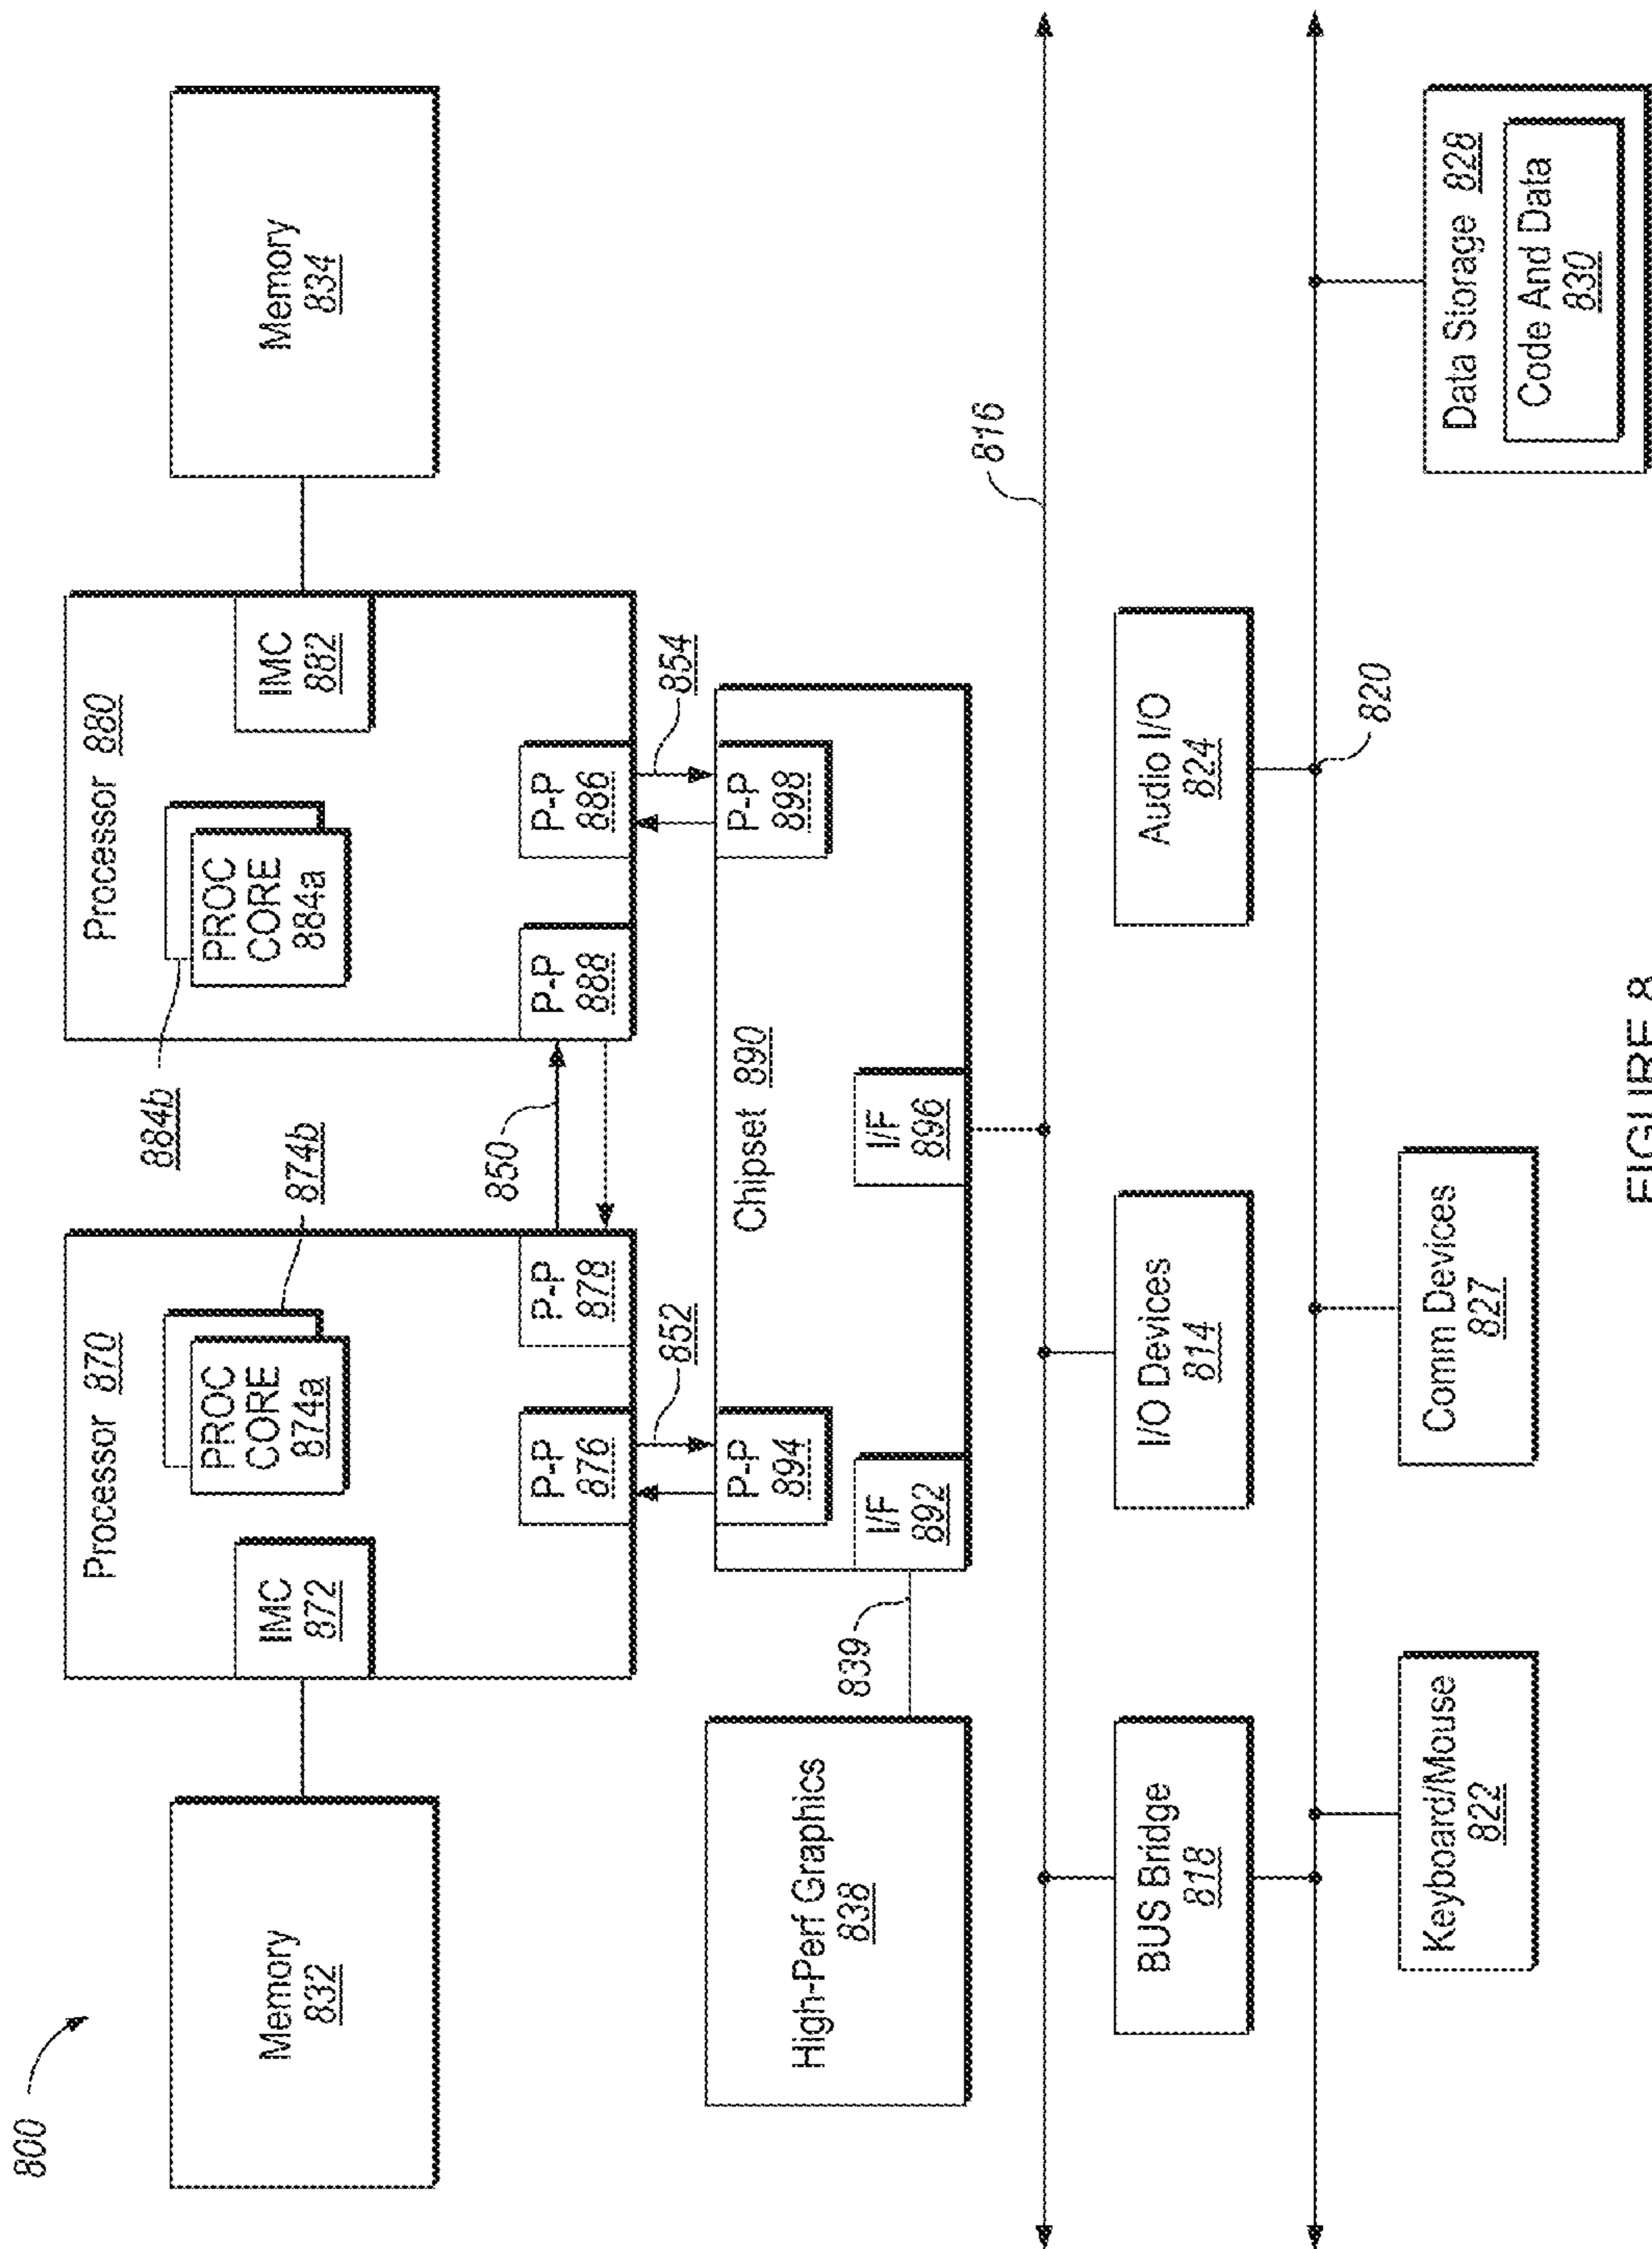 800
Processor 870
Processor 880
Memory
832
IMC
872
PROC
CORE
874a
874b
884b
PROC
CORE
884a
IMC
882
Memory
834
850
P-P
876
P-P
878
P-P
888
P-P
886
852
854
High-Perf Graphics
838
839
P-P
894
Chipset 890
P-P
898
I/F
892
I/F
896
816
BUS Bridge
818
I/O Devices
814
Audio I/O
824
820
Keyboard/Mouse
822
Comm Devices
827
Data Storage 828
Code And Data
830
FIGURE 8